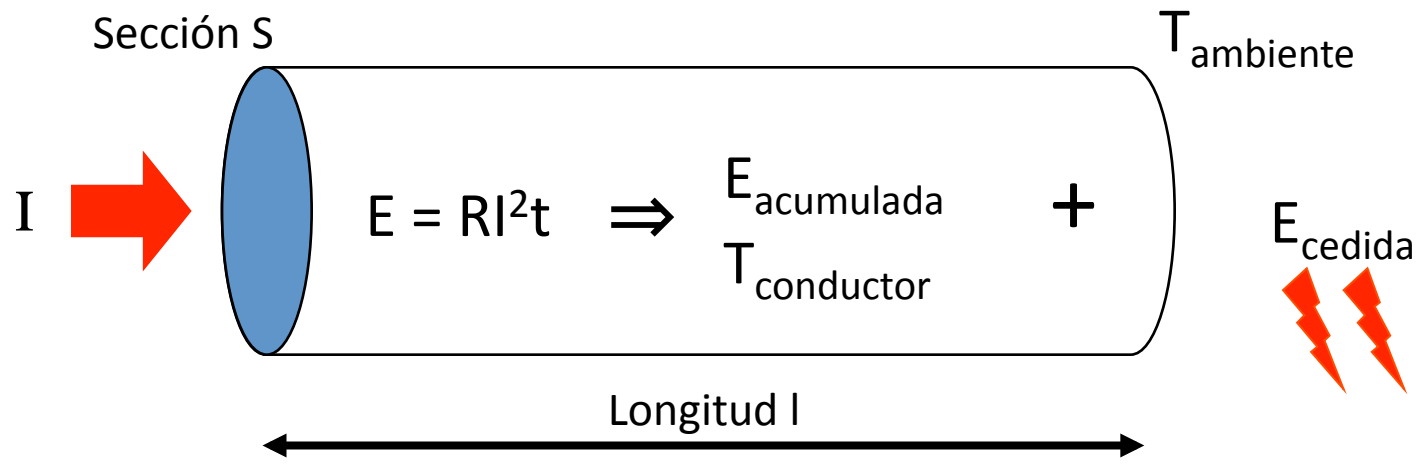 Sección S
T_ambiente
I
E = RI²t ⇒ E_acumulada +
T_conductor
E_cedida
Longitud l